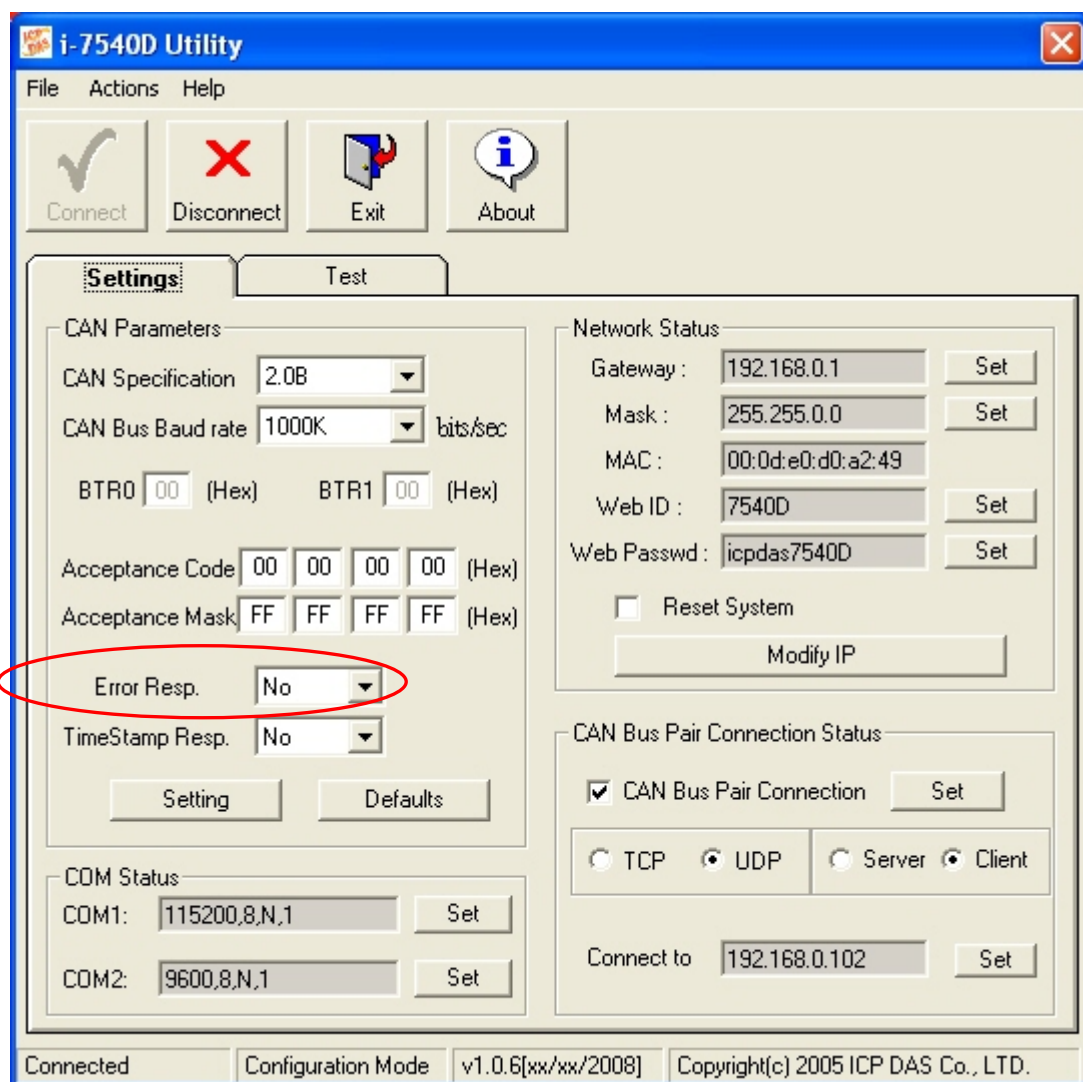 i-7540D Utility
File Actions Help
Connect
Disconnect
Exit
About
Settings
Test
CAN Parameters
CAN Specification 2.0B
CAN Bus Baud rate 1000K bits/sec
BTR0 00 (Hex) BTR1 00 (Hex)
Acceptance Code 00 00 00 00 (Hex)
Acceptance Mask FF FF FF FF (Hex)
Error Resp. No
TimeStamp Resp. No
Setting Defaults
COM Status
COM1: 115200,8,N,1 Set
COM2: 9600,8,N,1 Set
Network Status
Gateway : 192.168.0.1 Set
Mask : 255.255.0.0 Set
MAC : 00:0d:e0:d0:a2:49
Web ID : 7540D Set
Web Passwd : icpdas7540D Set
Reset System
Modify IP
CAN Bus Pair Connection Status
CAN Bus Pair Connection Set
TCP UDP Server Client
Connect to 192.168.0.102 Set
Connected Configuration Mode v1.0.6[xx/xx/2008] Copyright(c) 2005 ICP DAS Co., LTD.